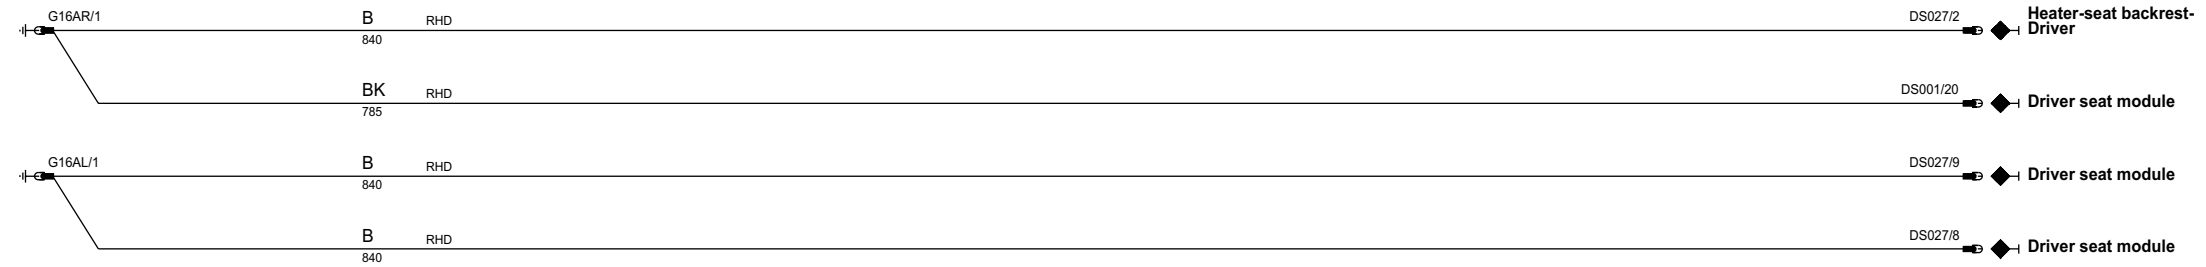 G16AR/1 B RHD DS027/2 Heater-seat backrest-
840 Driver
BK RHD DS001/20 Driver seat module
785
G16AL/1 B RHD DS027/9 Driver seat module
840
B RHD DS027/8 Driver seat module
840